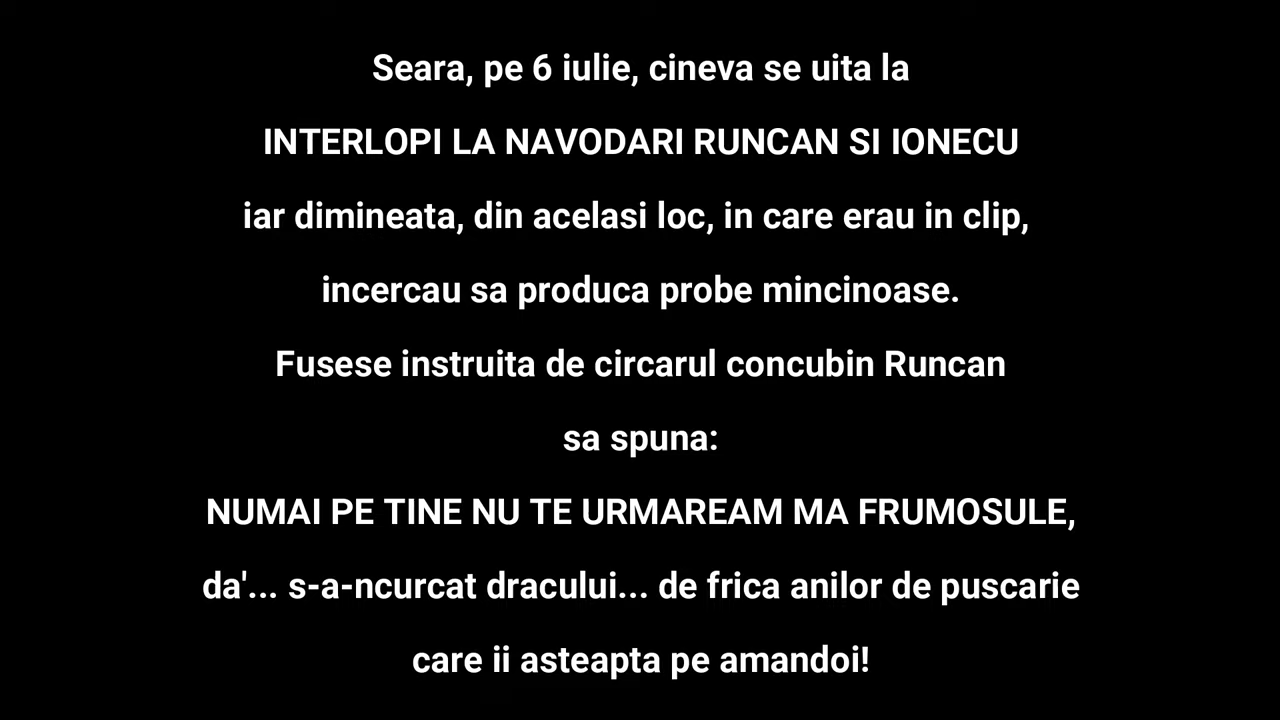 Seara, pe 6 iulie, cineva se uita la
INTERLOPI LA NAVODARI RUNCAN SI IONECU
iar dimineata, din acelasi loc, in care erau in clip,
incercau sa produca probe mincinoase.
Fusese instruita de circarul concubin Runcan
sa spuna:
NUMAI PE TINE NU TE URMAREAM MA FRUMOSULE,
da'... s-a-ncurcat dracului... de frica anilor de puscarie
care ii asteapta pe amandoi!